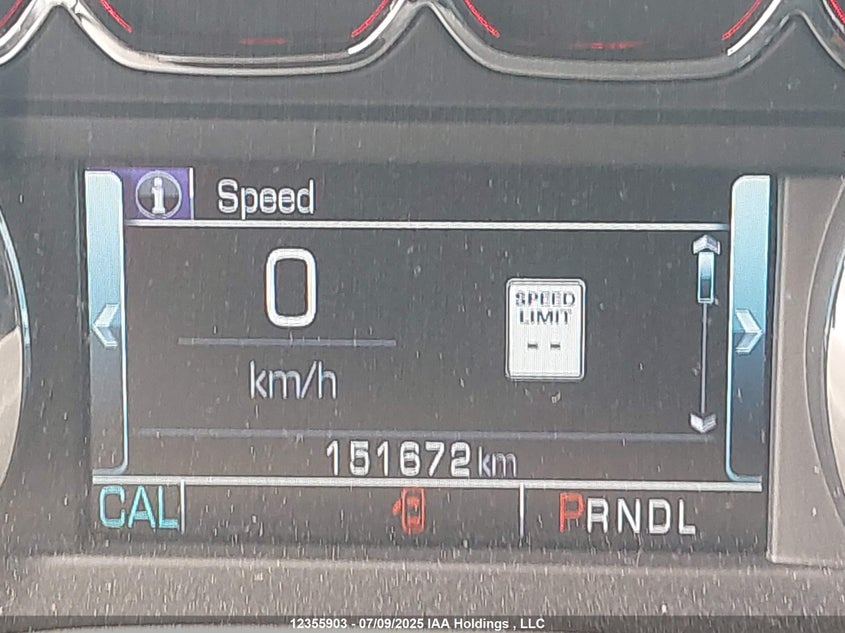 Speed
0
SPEED
LIMIT
--
km/h
151672 km
CAL PRNDL
12355903 - 07/09/2025 IAA Holdings , LLC